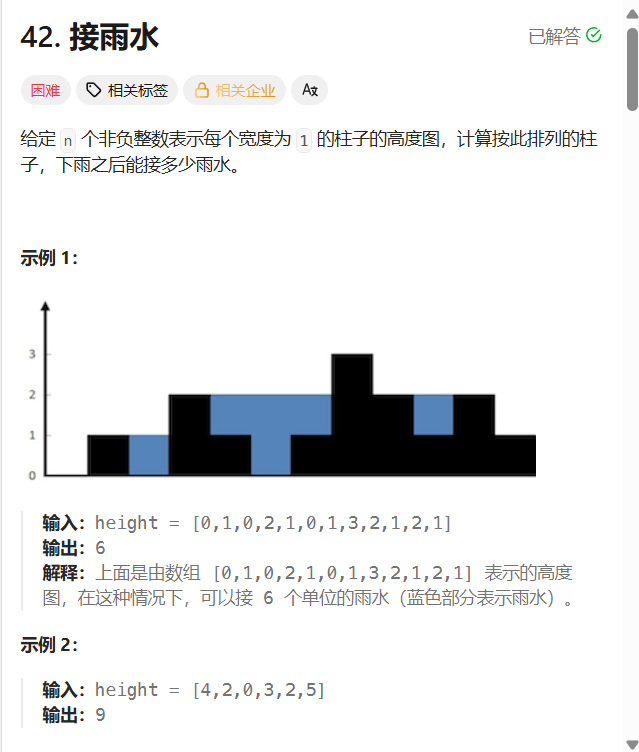 42. 接雨水
已解答
困难 相关标签 相关企业
给定 n 个非负整数表示每个宽度为 1 的柱子的高度图，计算按此排列的柱
子，下雨之后能接多少雨水。
示例 1：
3
2
1
0
输入：height = [0,1,0,2,1,0,1,3,2,1,2,1]
输出：6
解释：上面是由数组 [0,1,0,2,1,0,1,3,2,1,2,1] 表示的高度
图，在这种情况下，可以接 6 个单位的雨水（蓝色部分表示雨水）。
示例 2：
输入：height = [4,2,0,3,2,5]
输出：9